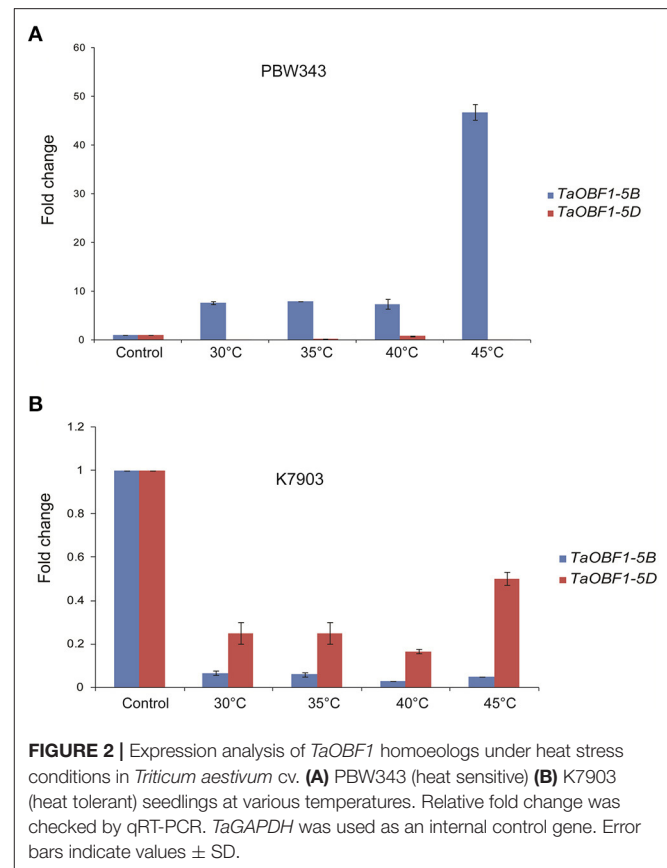 A
PBW343
Fold change
60
50
40
30
20
10
0
Control 30°C 35°C 40°C 45°C
TaOBF1-5B
TaOBF1-5D
B
K7903
Fold change
1.2
1
0.8
0.6
0.4
0.2
0
Control 30°C 35°C 40°C 45°C
TaOBF1-5B
TaOBF1-5D
FIGURE 2 | Expression analysis of TaOBF1 homoeologs under heat stress
conditions in Triticum aestivum cv. (A) PBW343 (heat sensitive) (B) K7903
(heat tolerant) seedlings at various temperatures. Relative fold change was
checked by qRT-PCR. TaGAPDH was used as an internal control gene. Error
bars indicate values ± SD.